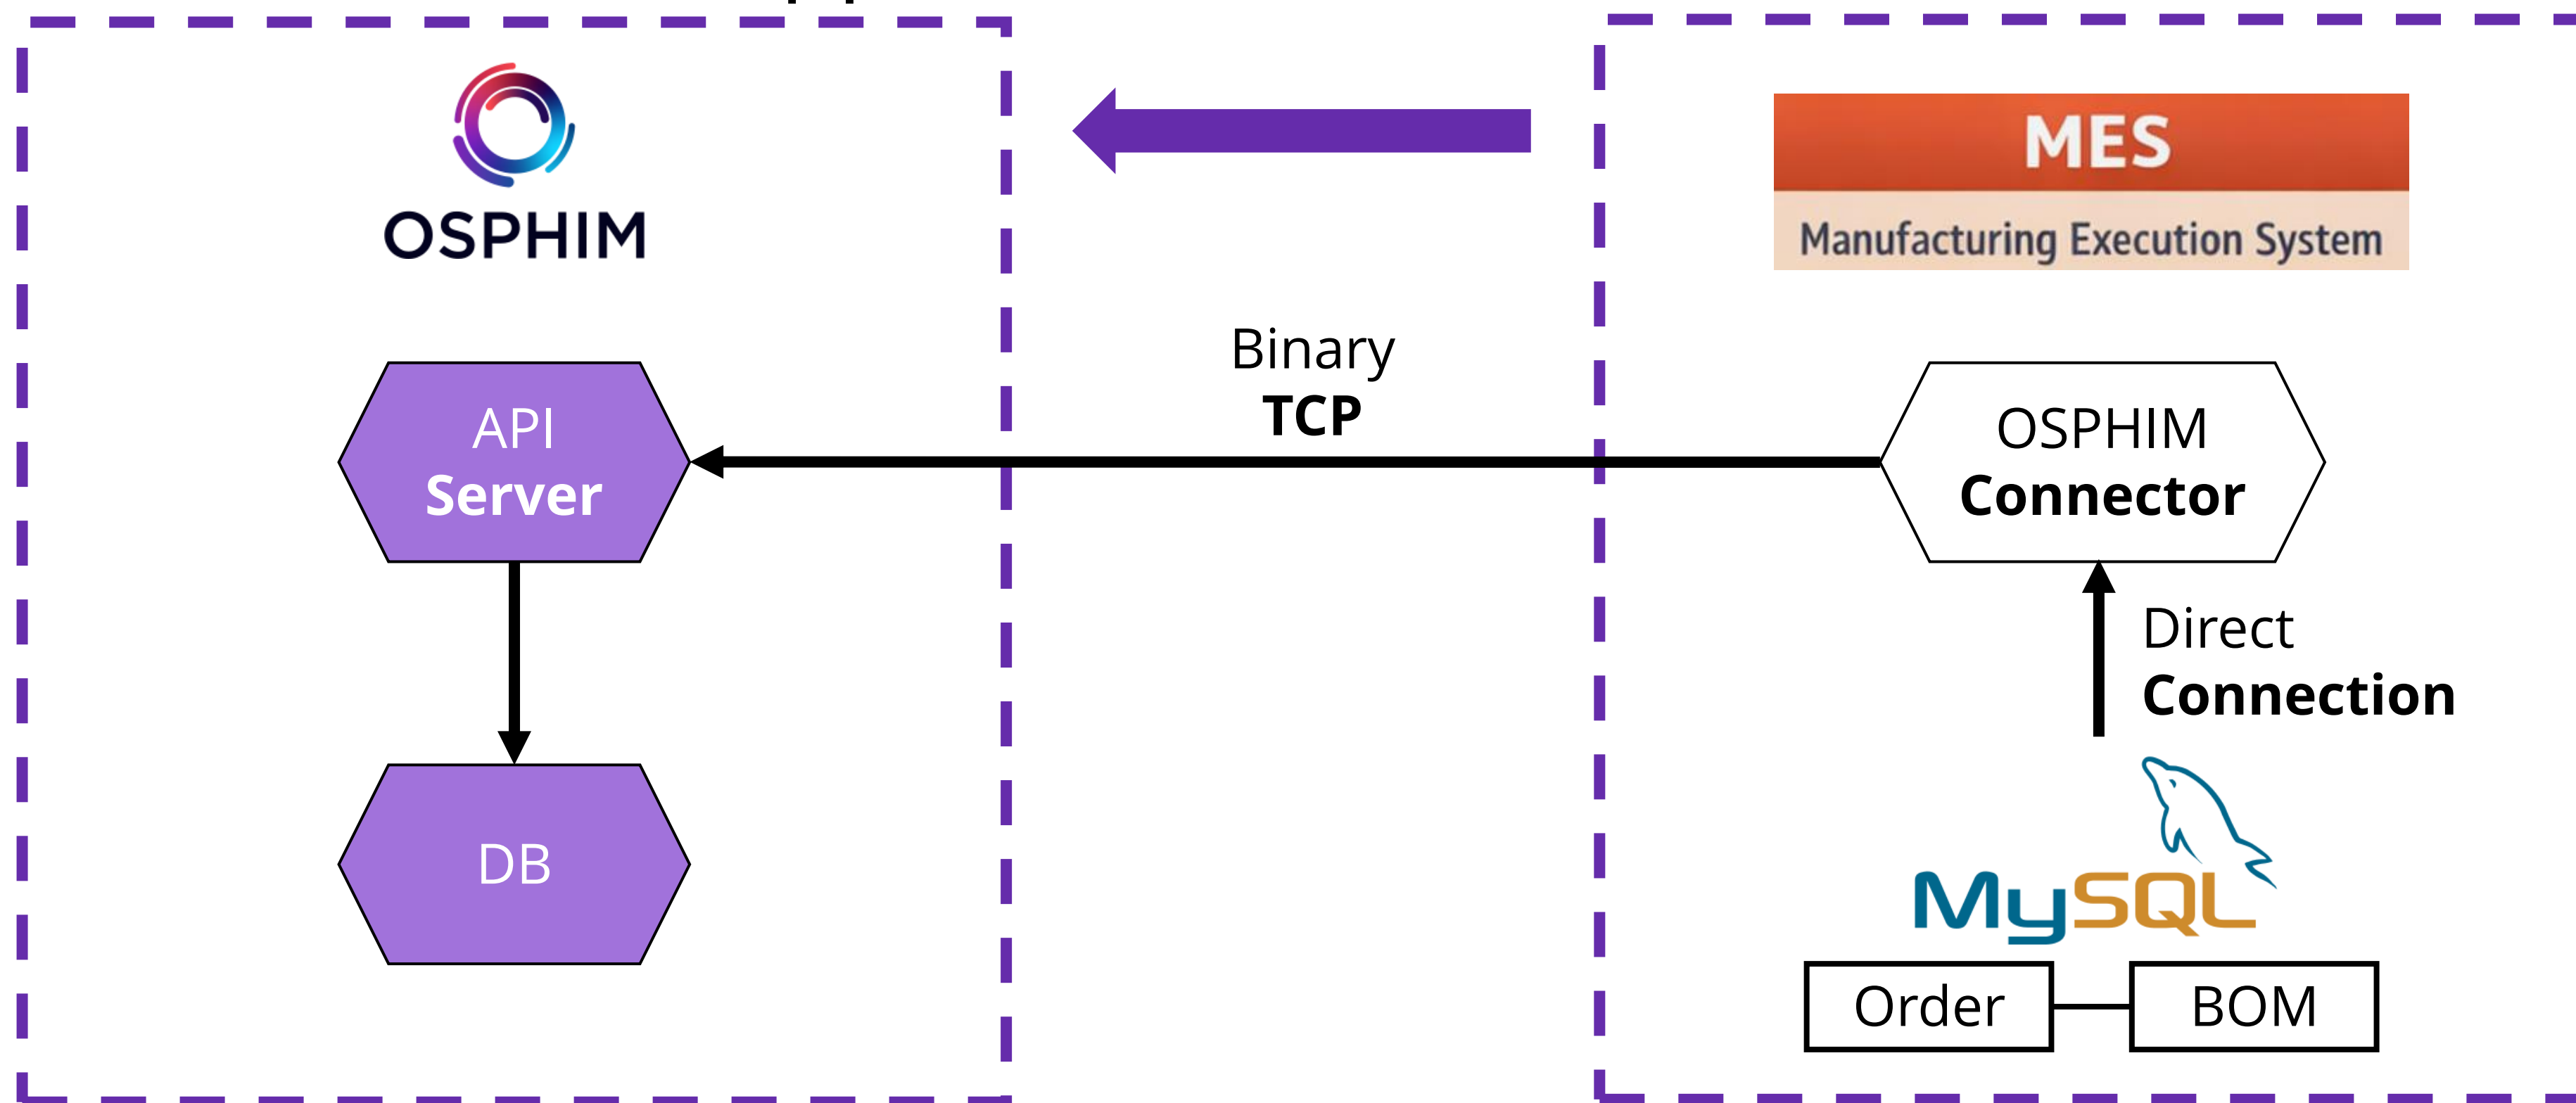 OSPHIM
API
Server
DB
Binary
TCP
MES
Manufacturing Execution System
OSPHIM
Connector
Direct
Connection
MySQL
Order
BOM